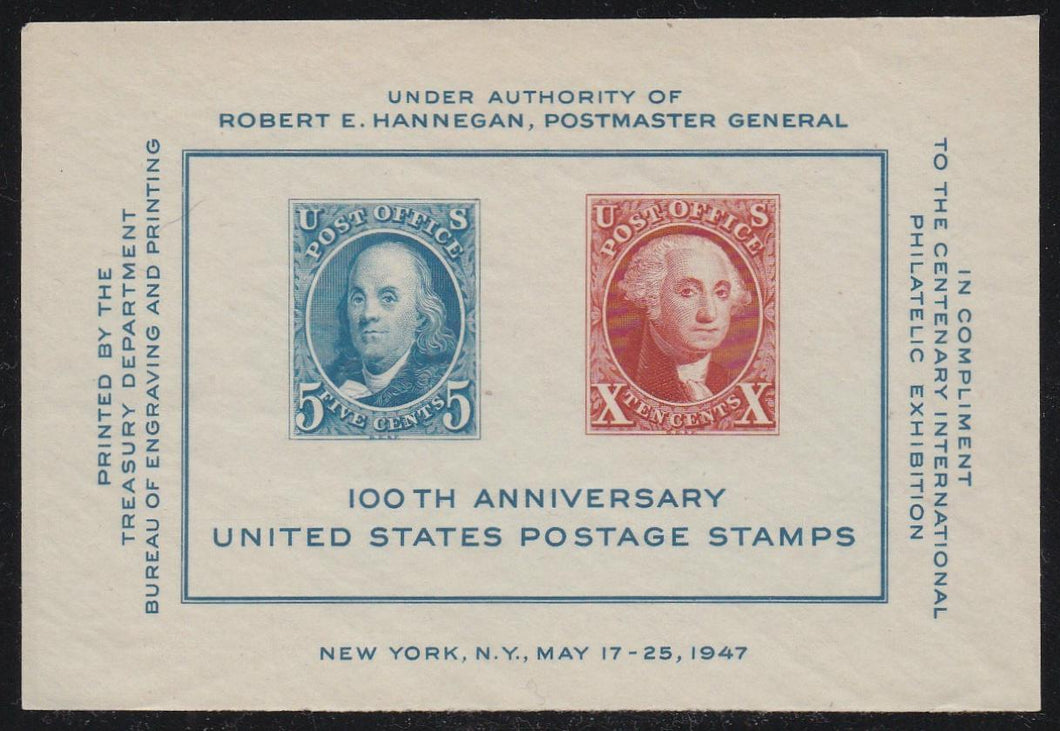 UNDER AUTHORITY OF
ROBERT E. HANNEGAN, POSTMASTER GENERAL
PRINTED BY THE
TREASURY DEPARTMENT
BUREAU OF ENGRAVING AND PRINTING
U S
POST OFFICE
5 5
FIVE CENTS
U S
POST OFFICE
X X
TEN CENTS
100TH ANNIVERSARY
UNITED STATES POSTAGE STAMPS
IN COMPLIMENT
TO THE CENTENARY INTERNATIONAL
PHILATELIC EXHIBITION
NEW YORK, N.Y., MAY 17-25, 1947